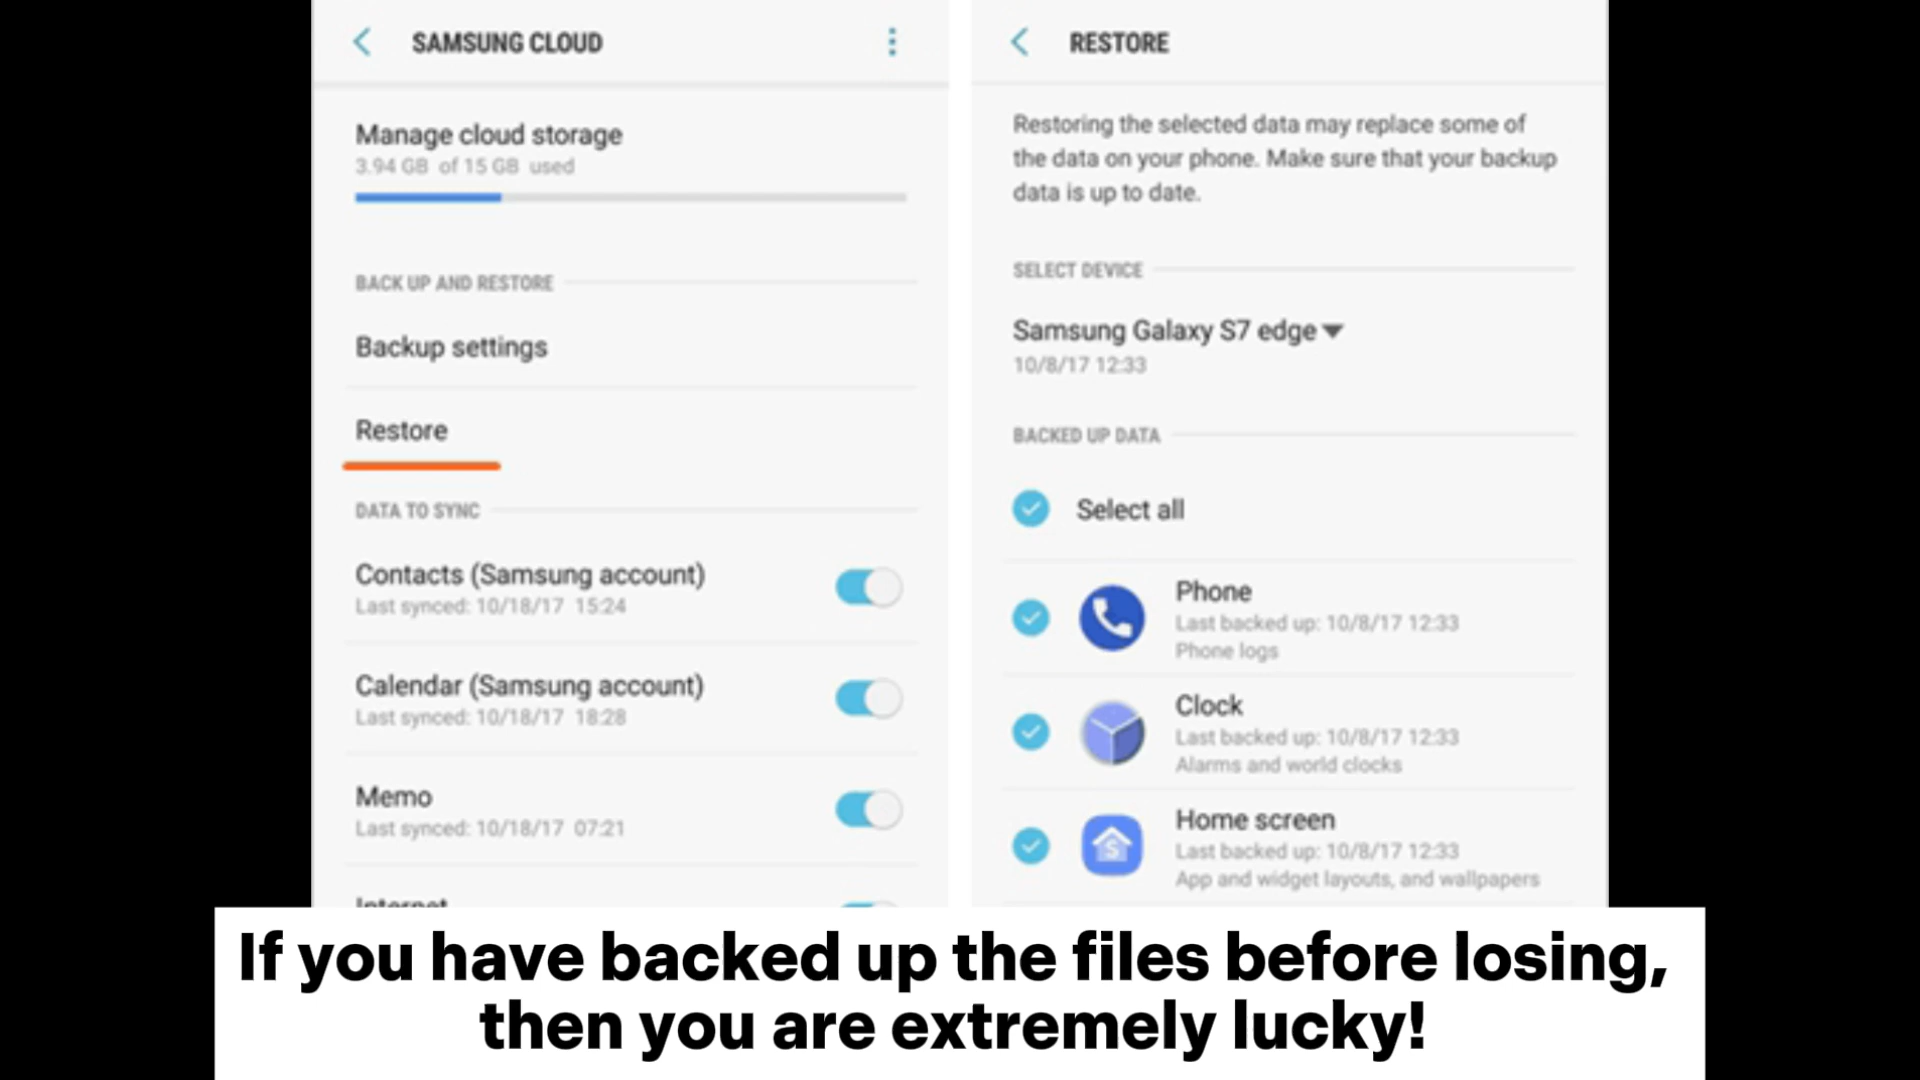 SAMSUNG CLOUD
Manage cloud storage
3.94 GB of 15 GB used
BACK UP AND RESTORE
Backup settings
Restore
DATA TO SYNC
Contacts (Samsung account)
Last synced: 10/18/17 15:24
Calendar (Samsung account)
Last synced: 10/18/17 18:28
Memo
Last synced: 10/18/17 07:21
Internet
RESTORE
Restoring the selected data may replace some of
the data on your phone. Make sure that your backup
data is up to date.
SELECT DEVICE
Samsung Galaxy S7 edge
10/8/17 12:33
BACKED UP DATA
Select all
Phone
Last backed up: 10/8/17 12:33
Phone logs
Clock
Last backed up: 10/8/17 12:33
Alarms and world clocks
Home screen
Last backed up: 10/8/17 12:33
App and widget layouts, and wallpapers
If you have backed up the files before losing,
then you are extremely lucky!